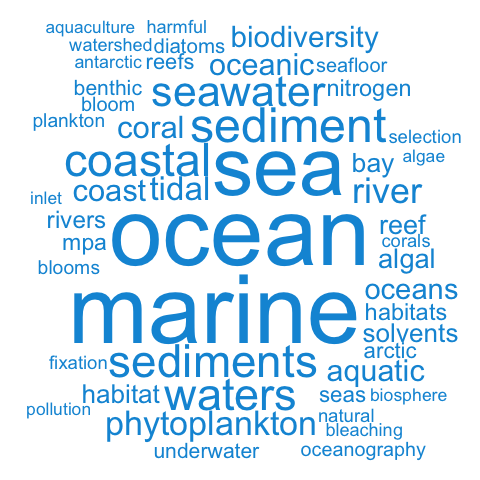 aquaculture harmful
watershed diatoms biodiversity
antarctic reefs oceanic seafloor
benthic seawater nitrogen
bloom
plankton coral sediment selection
coastal sea bay algae
inlet coast tidal river
rivers ocean reef
mpa corals
blooms algal
marine oceans
habitats
solvents
fixation sediments arctic
aquatic
habitat waters seas biosphere
pollution phytoplankton natural
bleaching
underwater oceanography